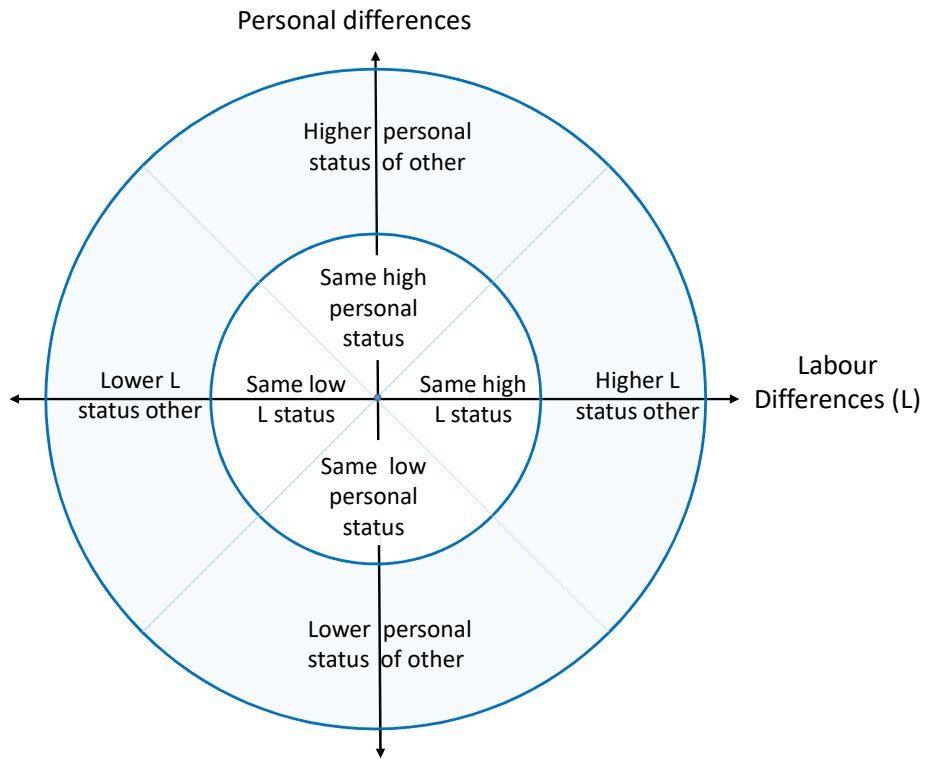 Personal differences
Higher personal
status of other
Same high
personal
status
Lower L
status other
Same low
L status
Same high
L status
Higher L
status other
Labour
Differences (L)
Same low
personal
status
Lower personal
status of other